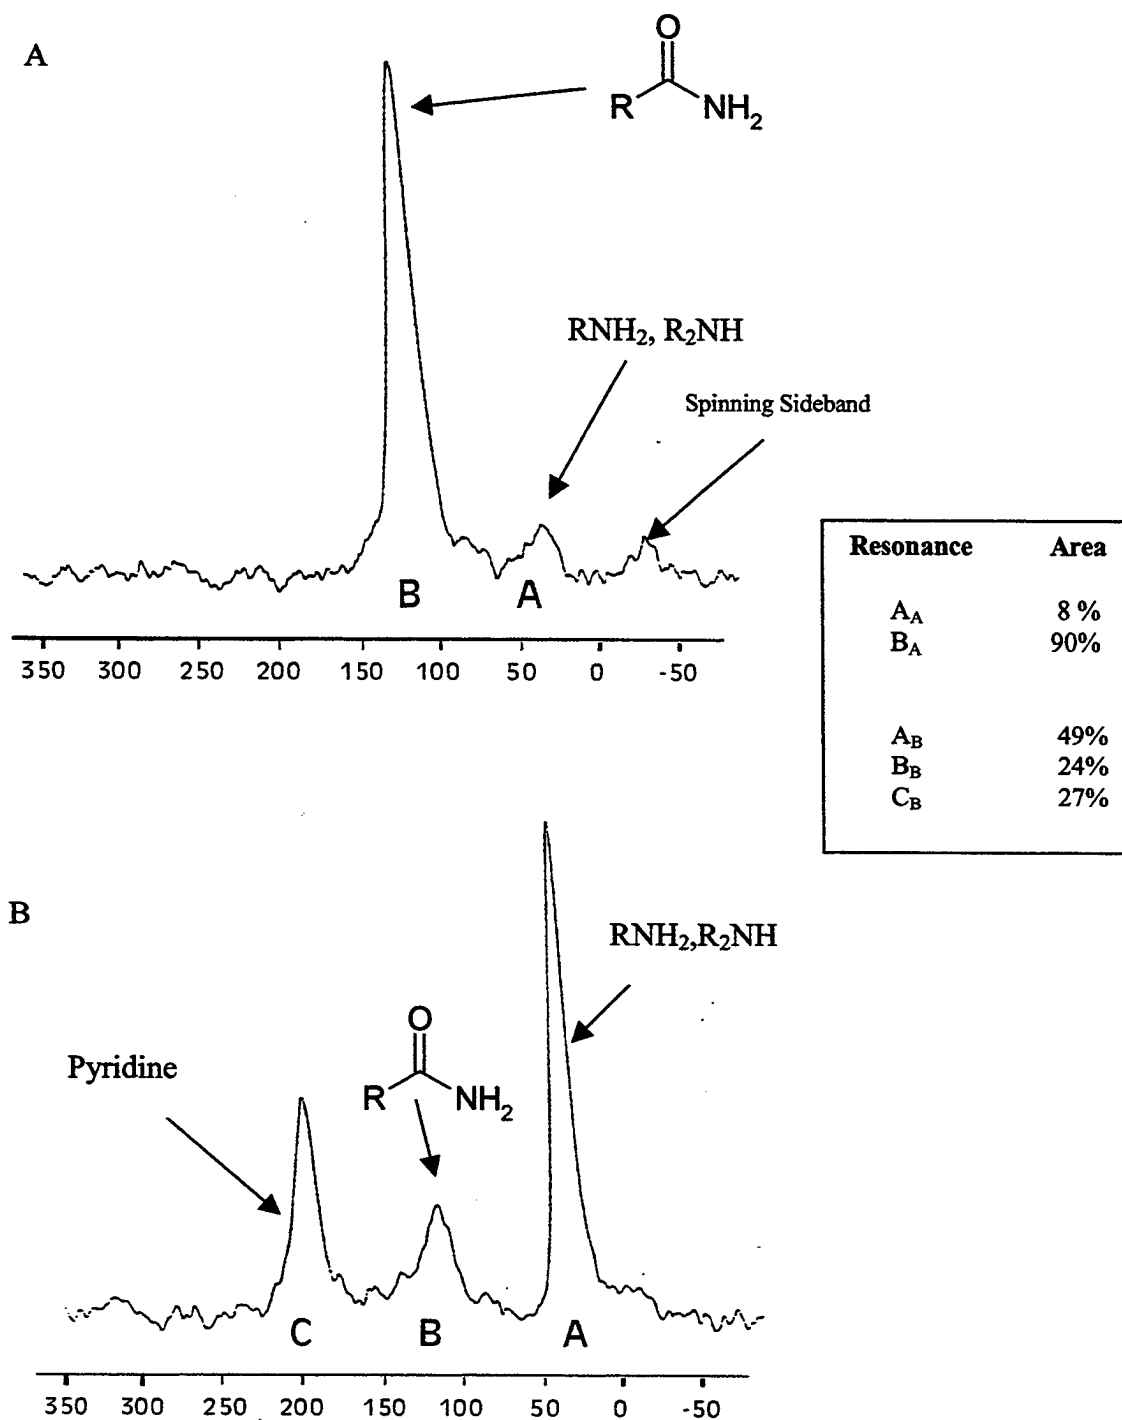 A
O
R NH2
RNH2, R2NH
Spinning Sideband
B A
350 300 250 200 150 100 50 0 -50
Resonance Area
AA 8 %
BA 90%
AB 49%
BB 24%
CB 27%
B
RNH2,R2NH
O
Pyridine
R NH2
C B A
350 300 250 200 150 100 50 0 -50